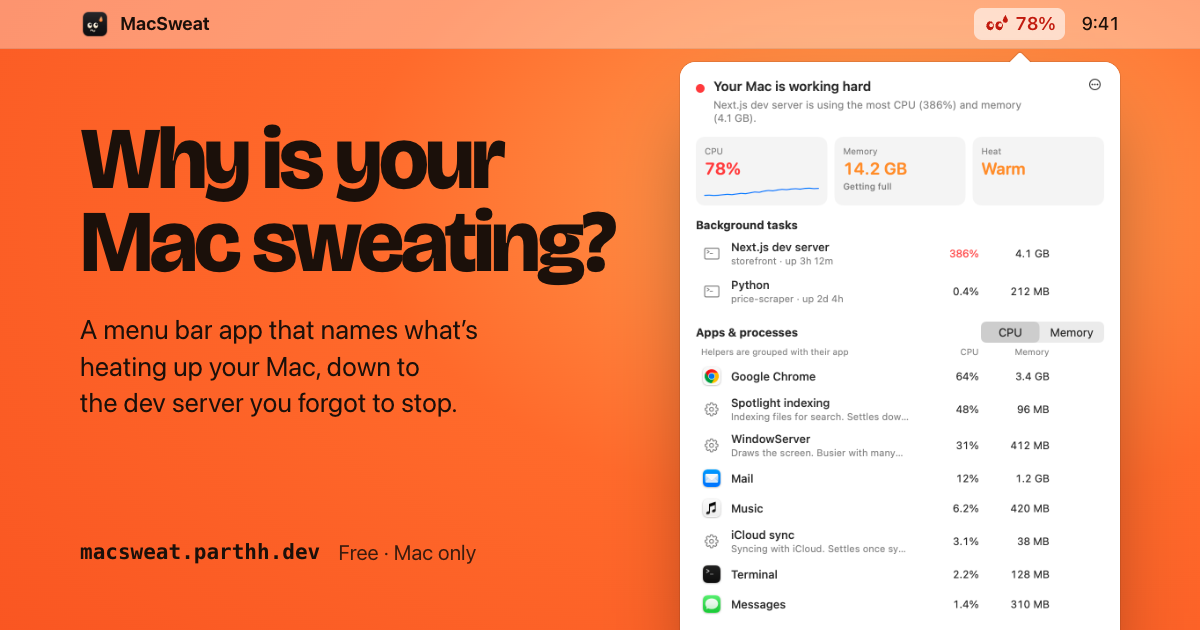 MacSweat
78%
9:41
Why is your
Mac sweating?
A menu bar app that names what's
heating up your Mac, down to
the dev server you forgot to stop.
macsweat.parthh.dev Free · Mac only
Your Mac is working hard
Next.js dev server is using the most CPU (386%) and memory
(4.1 GB).
CPU Memory Heat
78% 14.2 GB Warm
Getting full
Background tasks
Next.js dev server 386% 4.1 GB
storefront · up 3h 12m
Python 0.4% 212 MB
price-scraper · up 2d 4h
Apps & processes CPU Memory
Helpers are grouped with their app CPU Memory
Google Chrome 64% 3.4 GB
Spotlight indexing 48% 96 MB
Indexing files for search. Settles dow...
WindowServer 31% 412 MB
Draws the screen. Busier with many...
Mail 12% 1.2 GB
Music 6.2% 420 MB
iCloud sync 3.1% 38 MB
Syncing with iCloud. Settles once sy...
Terminal 2.2% 128 MB
Messages 1.4% 310 MB